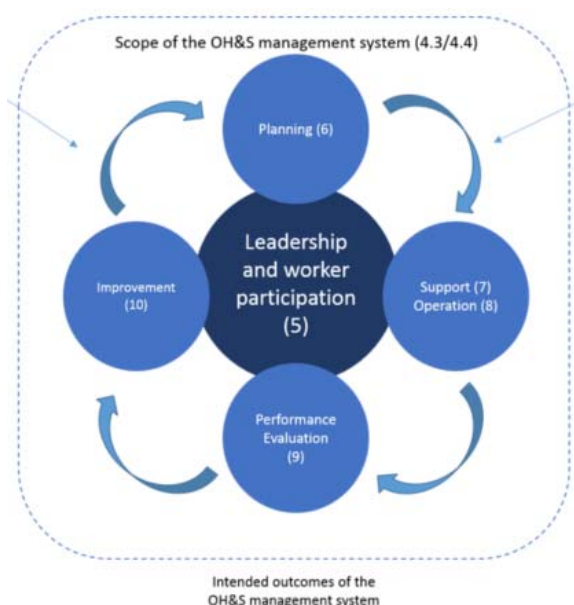 Scope of the OH&S management system (4.3/4.4)
Planning (6)
Leadership
and worker
participation
(5)
Improvement
(10)
Support (7)
Operation (8)
Performance
Evaluation
(9)
Intended outcomes of the
OH&S management system